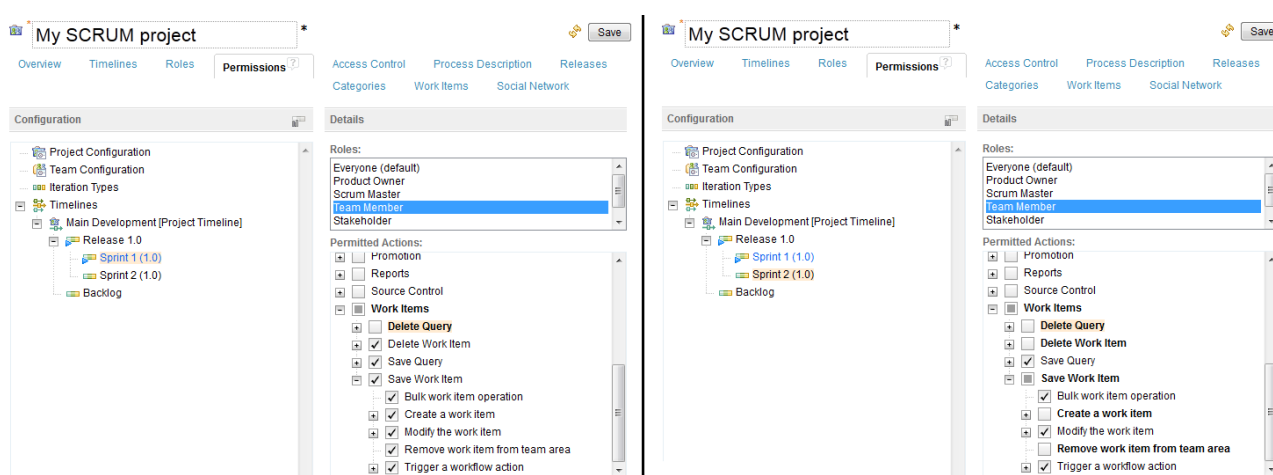 My SCRUM project *
Save
Overview Timelines Roles Permissions ?
Access Control Process Description Releases
Categories Work Items Social Network
Configuration
Project Configuration
Team Configuration
Iteration Types
Timelines
Main Development [Project Timeline]
Release 1.0
Sprint 1 (1.0)
Sprint 2 (1.0)
Backlog
Details
Roles:
Everyone (default)
Product Owner
Scrum Master
Team Member
Stakeholder
Permitted Actions:
Promotion
Reports
Source Control
Work Items
Delete Query
Delete Work Item
Save Query
Save Work Item
Bulk work item operation
Create a work item
Modify the work item
Remove work item from team area
Trigger a workflow action
My SCRUM project *
Save
Overview Timelines Roles Permissions ?
Access Control Process Description Releases
Categories Work Items Social Network
Configuration
Project Configuration
Team Configuration
Iteration Types
Timelines
Main Development [Project Timeline]
Release 1.0
Sprint 1 (1.0)
Sprint 2 (1.0)
Backlog
Details
Roles:
Everyone (default)
Product Owner
Scrum Master
Team Member
Stakeholder
Permitted Actions:
Promotion
Reports
Source Control
Work Items
Delete Query
Delete Work Item
Save Query
Save Work Item
Bulk work item operation
Create a work item
Modify the work item
Remove work item from team area
Trigger a workflow action